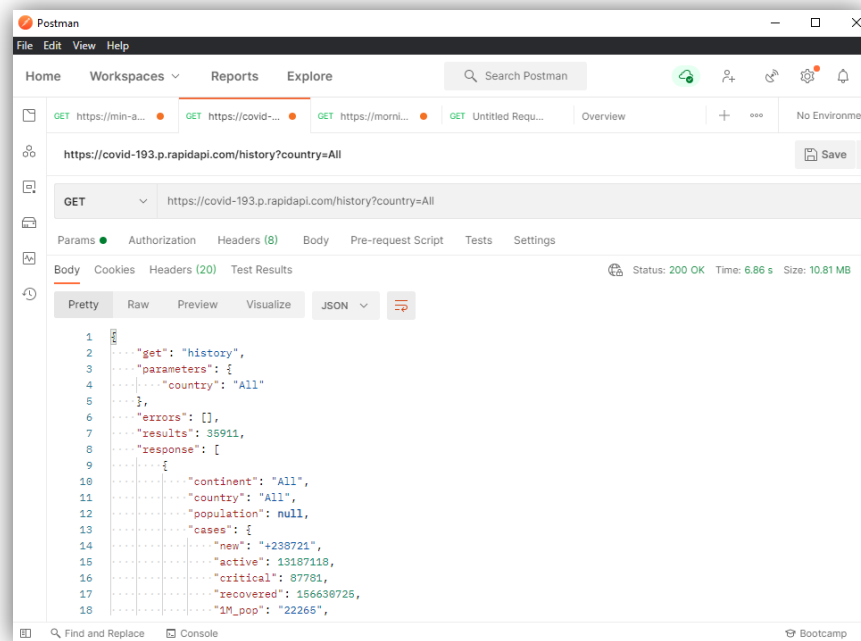 Postman
File Edit View Help
Home Workspaces Reports Explore Search Postman
GET https://min-a... GET https://covid-... GET https://morni... GET Untitled Requ... Overview No Environme
https://covid-193.p.rapidapi.com/history?country=All Save
GET https://covid-193.p.rapidapi.com/history?country=All
Params Authorization Headers (8) Body Pre-request Script Tests Settings
Body Cookies Headers (20) Test Results Status: 200 OK Time: 6.86 s Size: 10.81 MB
Pretty Raw Preview Visualize JSON
1 {
2 "get": "history",
3 "parameters": {
4 "country": "All"
5 },
6 "errors": [],
7 "results": 35911,
8 "response": [
9 {
10 "continent": "All",
11 "country": "All",
12 "population": null,
13 "cases": {
14 "new": "+238721",
15 "active": 13187118,
16 "critical": 87781,
17 "recovered": 156630725,
18 "1M_pop": "22265",
Find and Replace Console Bootcamp